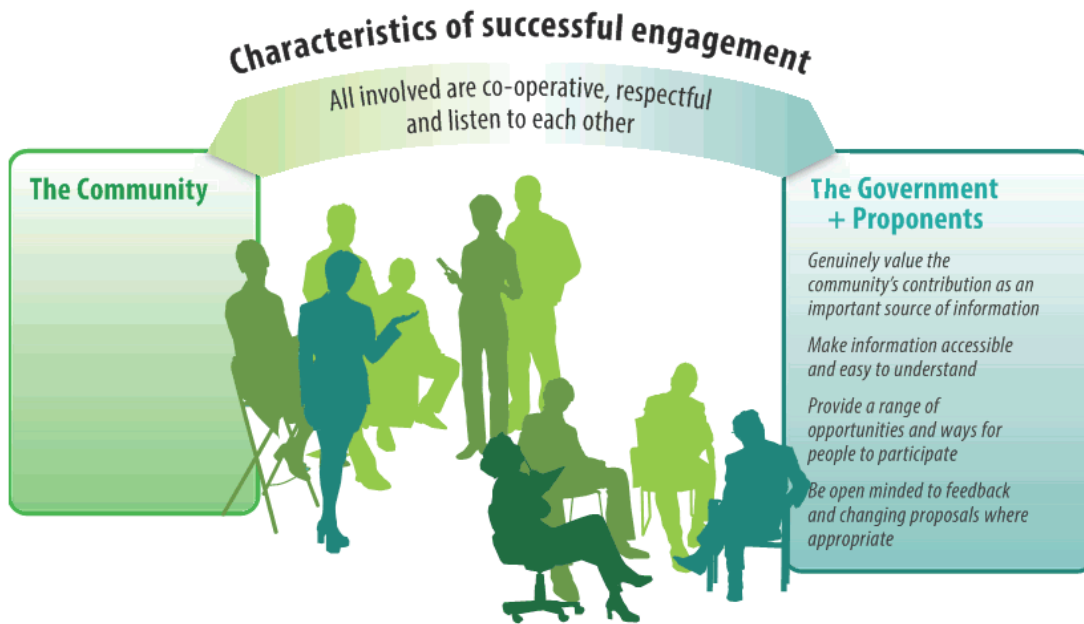 Characteristics of successful engagement
All involved are co-operative, respectful
and listen to each other
The Community
The Government
+ Proponents
Genuinely value the
community's contribution as an
important source of information
Make information accessible
and easy to understand
Provide a range of
opportunities and ways for
people to participate
Be open minded to feedback
and changing proposals where
appropriate